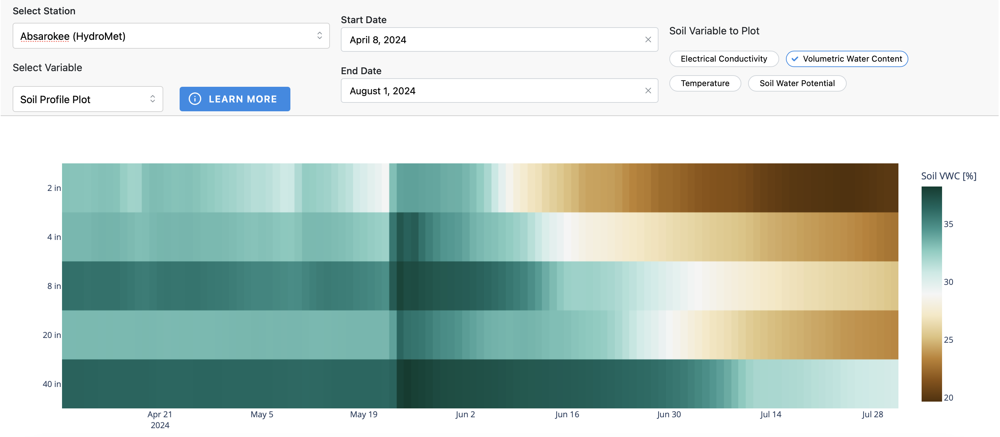 Select Station
Absarokee (HydroMet)
Select Variable
Soil Profile Plot
LEARN MORE
Start Date
April 8, 2024
End Date
August 1, 2024
Soil Variable to Plot
Electrical Conductivity
Volumetric Water Content
Temperature
Soil Water Potential
2 in
4 in
8 in
20 in
40 in
Apr 21
2024
May 5
May 19
Jun 2
Jun 16
Jun 30
Jul 14
Jul 28
Soil VWC [%]
35
30
25
20